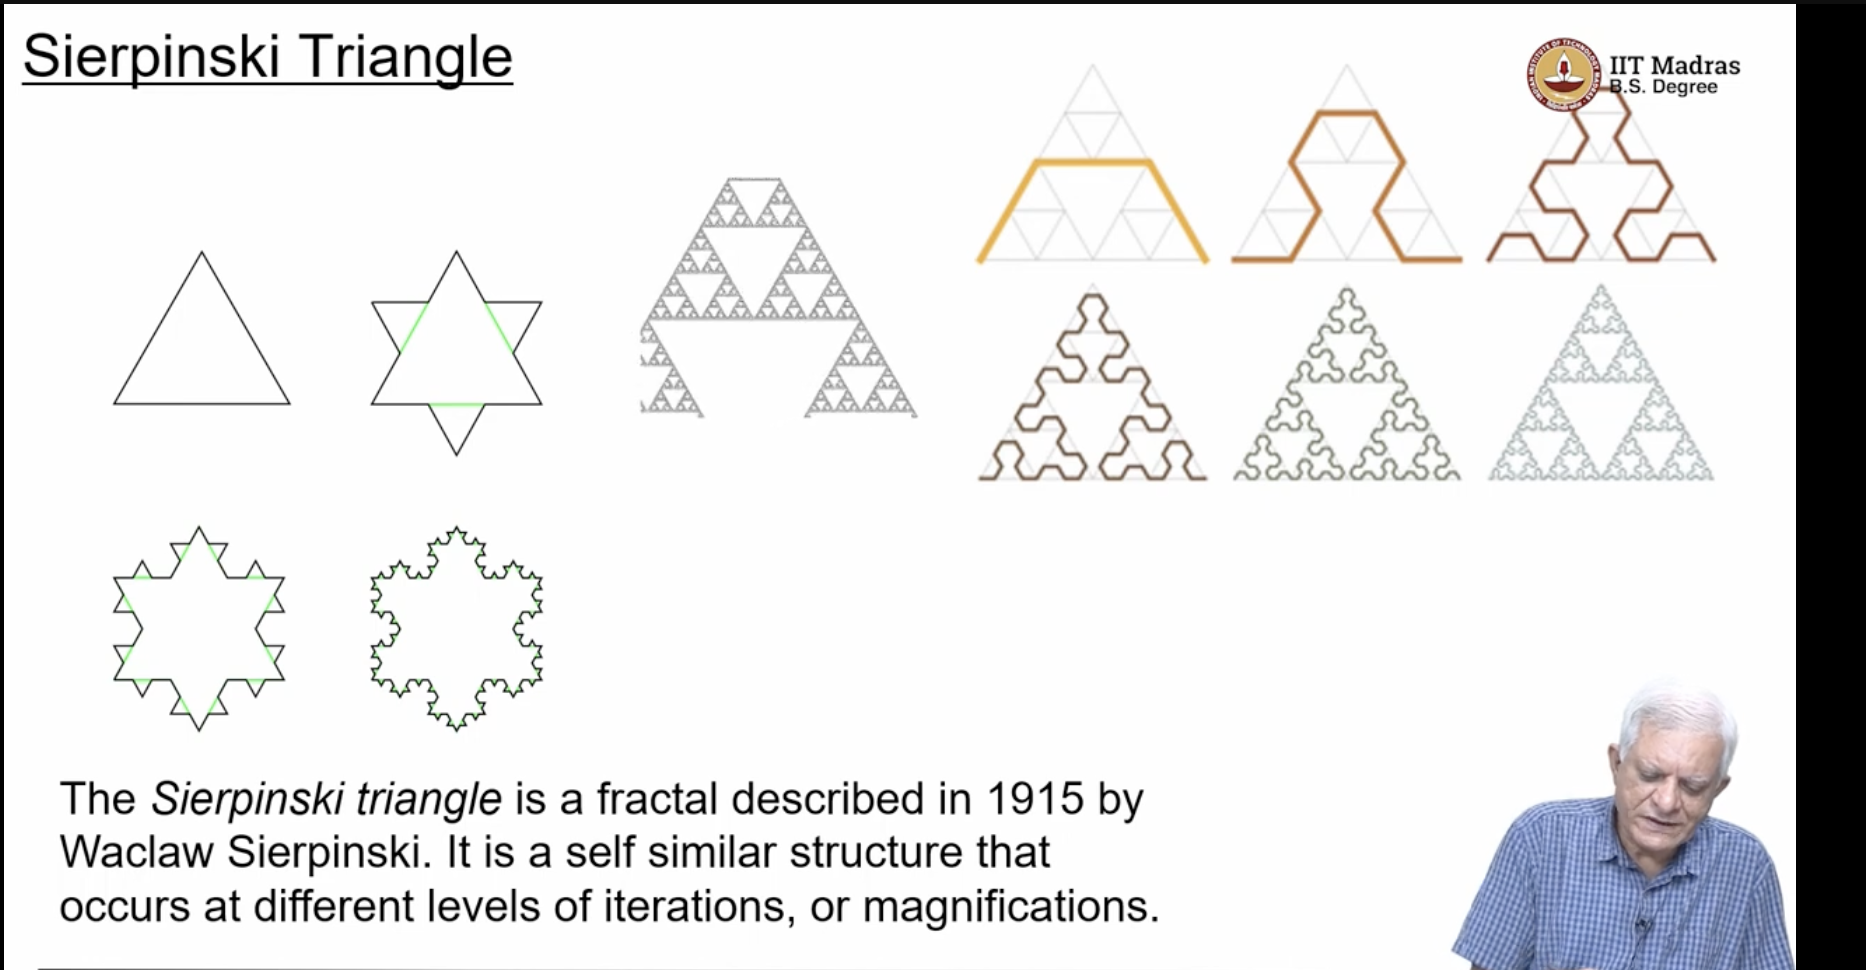 Sierpinski Triangle
IIT Madras
B.S. Degree
The Sierpinski triangle is a fractal described in 1915 by
Waclaw Sierpinski. It is a self similar structure that
occurs at different levels of iterations, or magnifications.